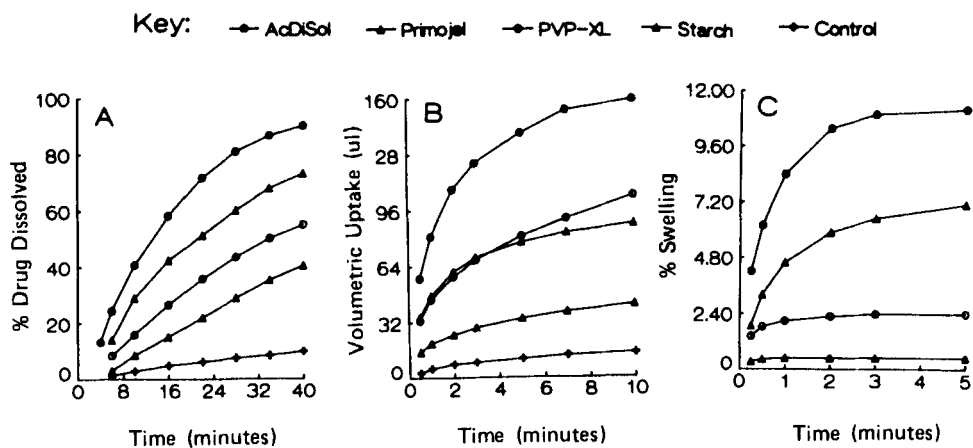 Key: AcDiSol Primojel PVP-XL Starch Control
A
% Drug Dissolved
100
80
60
40
20
0
8 16 24 32 40
Time (minutes)
B
Volumetric Uptake (ul)
160
28
96
64
32
0
0 2 4 6 8 10
Time (minutes)
C
% Swelling
12.00
9.60
7.20
4.80
2.40
0.00
0 1 2 3 4 5
Time (minutes)